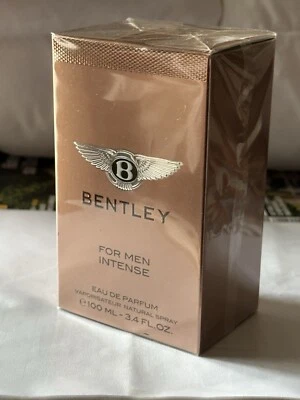 B
BENTLEY
FOR MEN
INTENSE
EAU DE PARFUM
VAPORISATEUR NATURAL SPRAY
℮100 ML - 3.4 FL.OZ.